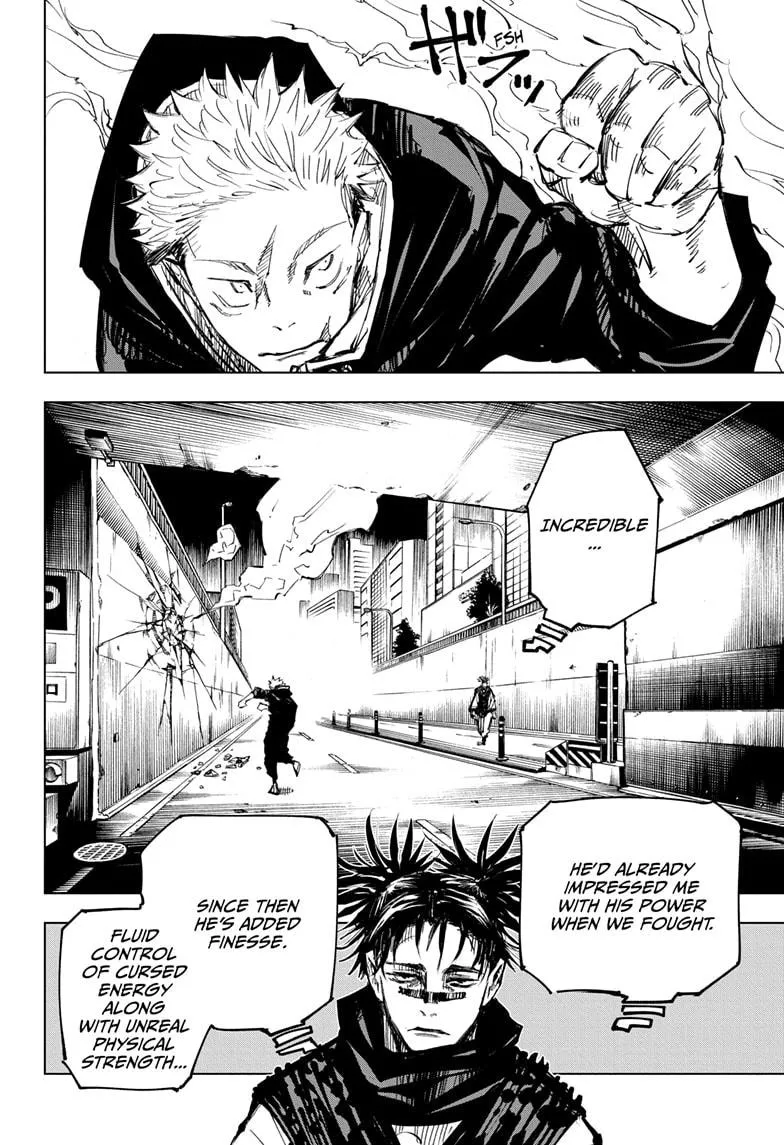 ザブッ
FSH
INCREDIBLE
...
HE'D ALREADY
IMPRESSED ME
WITH HIS POWER
WHEN WE FOUGHT.
SINCE THEN
HE'S ADDED
FINESSE.
FLUID
CONTROL
OF CURSED
ENERGY
ALONG
WITH UNREAL
PHYSICAL
STRENGTH...